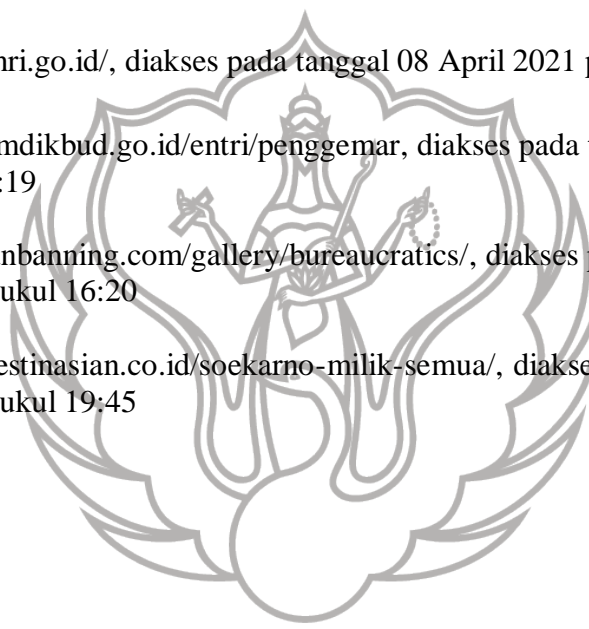 nri.go.id/, diakses pada tanggal 08 April 2021 p
mdikbud.go.id/entri/penggemar, diakses pada
:19
nbanning.com/gallery/bureaucratics/, diakses p
ukul 16:20
estinasian.co.id/soekarno-milik-semua/, diakse
ukul 19:45